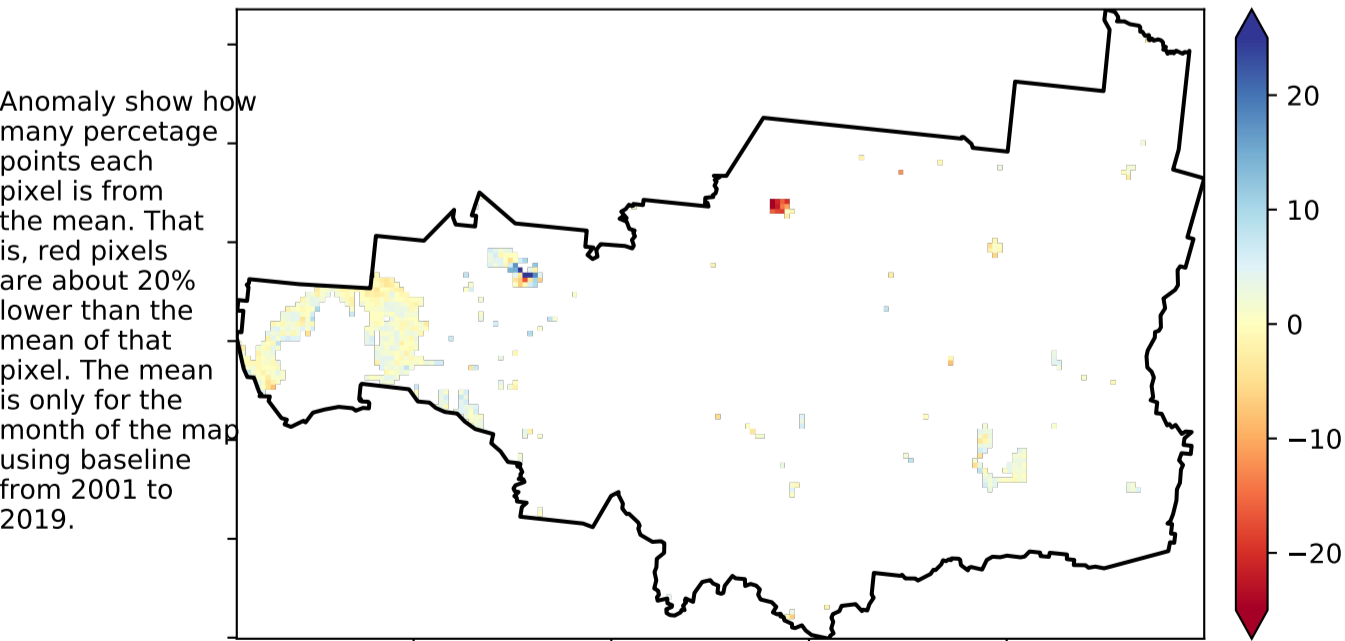 Anomaly show how
many percetage
points each
pixel is from
the mean. That
is, red pixels
are about 20%
lower than the
mean of that
pixel. The mean
is only for the
month of the map
using baseline
from 2001 to
2019.
20
10
0
−10
−20